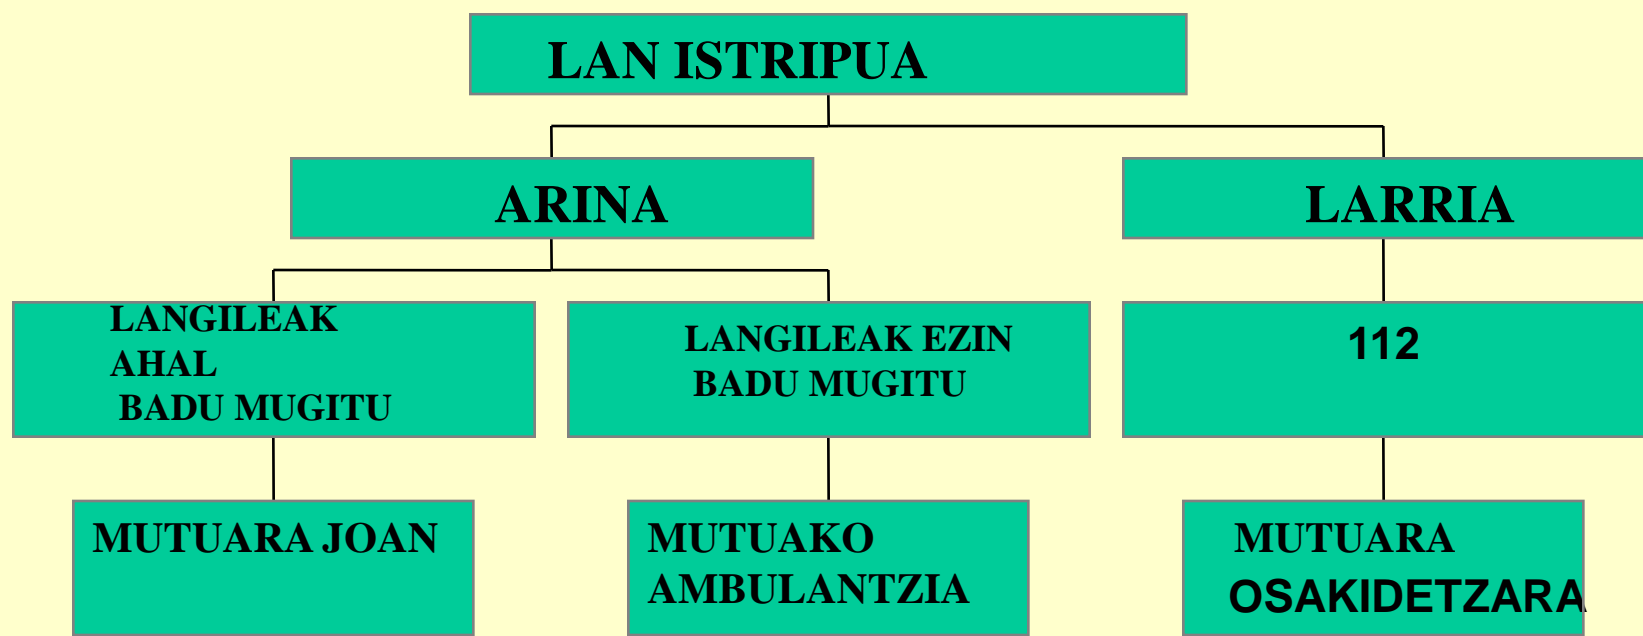 LAN ISTRIPUA
ARINA
LARRIA
LANGILEAK
AHAL
BADU MUGITU
LANGILEAK EZIN
BADU MUGITU
112
MUTUARA JOAN
MUTUAKO
AMBULANTZIA
MUTUARA
OSAKIDETZARA